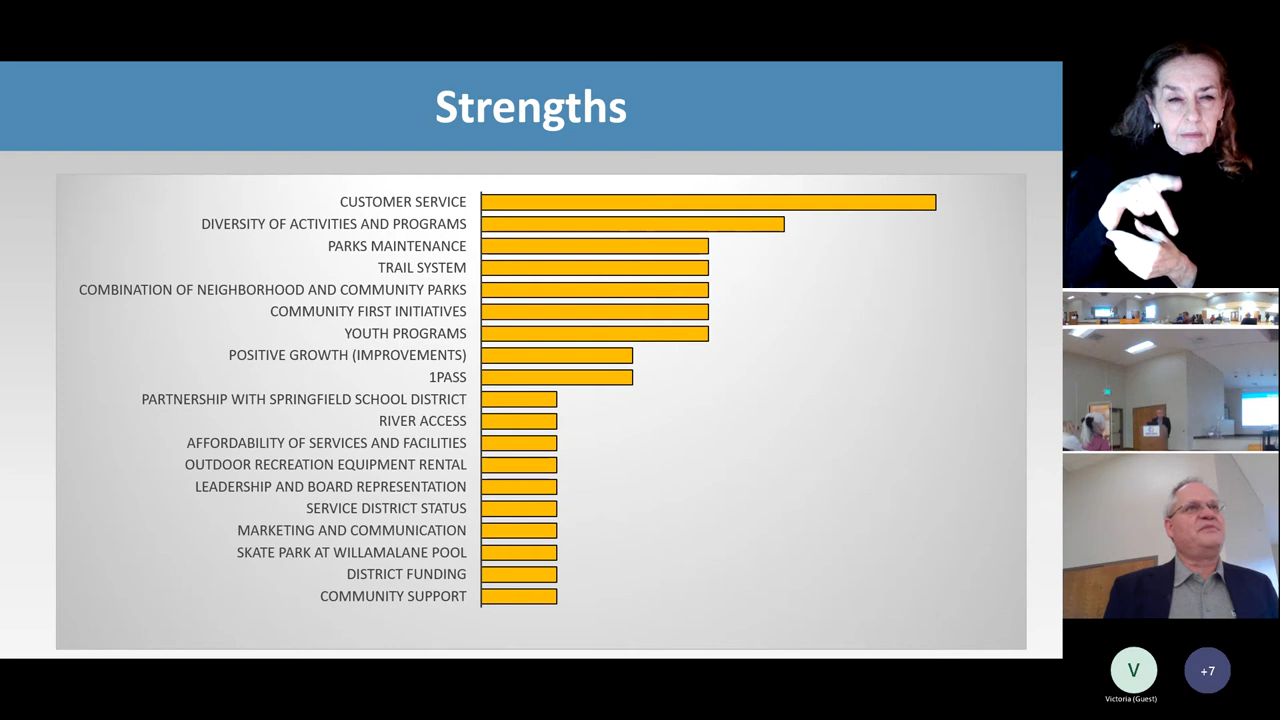 Strengths
CUSTOMER SERVICE
DIVERSITY OF ACTIVITIES AND PROGRAMS
PARKS MAINTENANCE
TRAIL SYSTEM
COMBINATION OF NEIGHBORHOOD AND COMMUNITY PARKS
COMMUNITY FIRST INITIATIVES
YOUTH PROGRAMS
POSITIVE GROWTH (IMPROVEMENTS)
1PASS
PARTNERSHIP WITH SPRINGFIELD SCHOOL DISTRICT
RIVER ACCESS
AFFORDABILITY OF SERVICES AND FACILITIES
OUTDOOR RECREATION EQUIPMENT RENTAL
LEADERSHIP AND BOARD REPRESENTATION
SERVICE DISTRICT STATUS
MARKETING AND COMMUNICATION
SKATE PARK AT WILLAMALANE POOL
DISTRICT FUNDING
COMMUNITY SUPPORT
V
+7
Victoria (Guest)